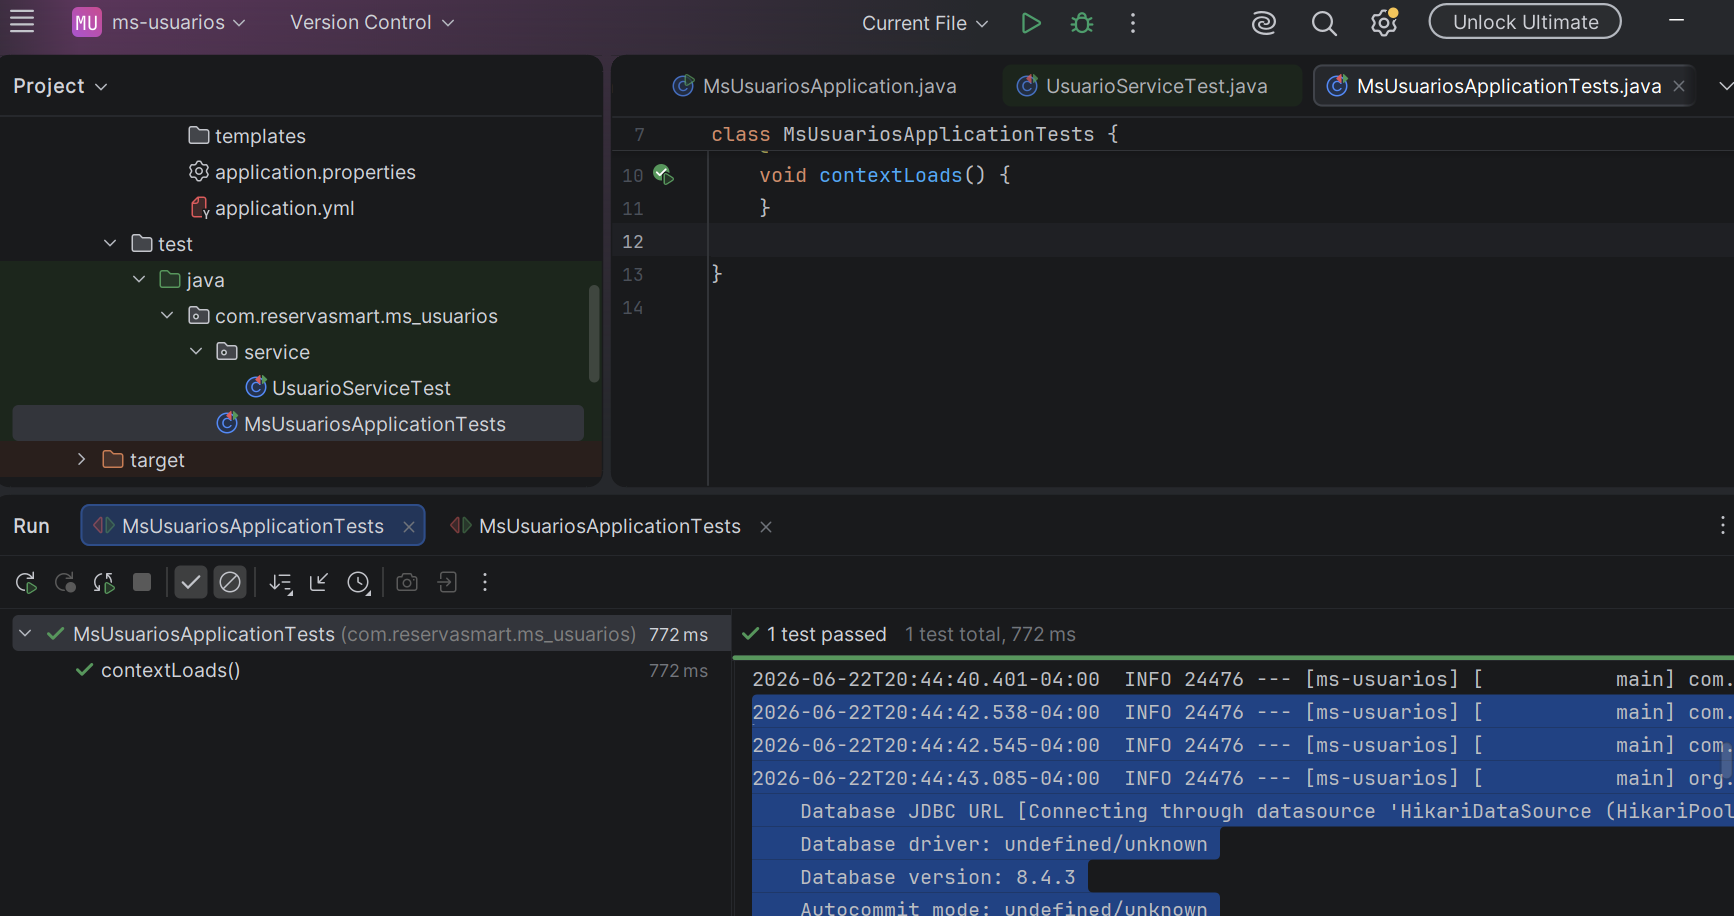 MU ms-usuarios Version Control Current File Unlock Ultimate
Project
templates
application.properties
application.yml
test
java
com.reservasmart.ms_usuarios
service
UsuarioServiceTest
MsUsuariosApplicationTests
target
MsUsuariosApplication.java UsuarioServiceTest.java MsUsuariosApplicationTests.java
7 class MsUsuariosApplicationTests {
10 void contextLoads() {
11 }
12
13 }
14
Run MsUsuariosApplicationTests MsUsuariosApplicationTests
MsUsuariosApplicationTests (com.reservasmart.ms_usuarios) 772 ms
contextLoads() 772 ms
1 test passed 1 test total, 772 ms
2026-06-22T20:44:40.401-04:00 INFO 24476 --- [ms-usuarios] [ main] com.
2026-06-22T20:44:42.538-04:00 INFO 24476 --- [ms-usuarios] [ main] com.
2026-06-22T20:44:42.545-04:00 INFO 24476 --- [ms-usuarios] [ main] com.
2026-06-22T20:44:43.085-04:00 INFO 24476 --- [ms-usuarios] [ main] org.
Database JDBC URL [Connecting through datasource 'HikariDataSource (HikariPool
Database driver: undefined/unknown
Database version: 8.4.3
Autocommit mode: undefined/unknown